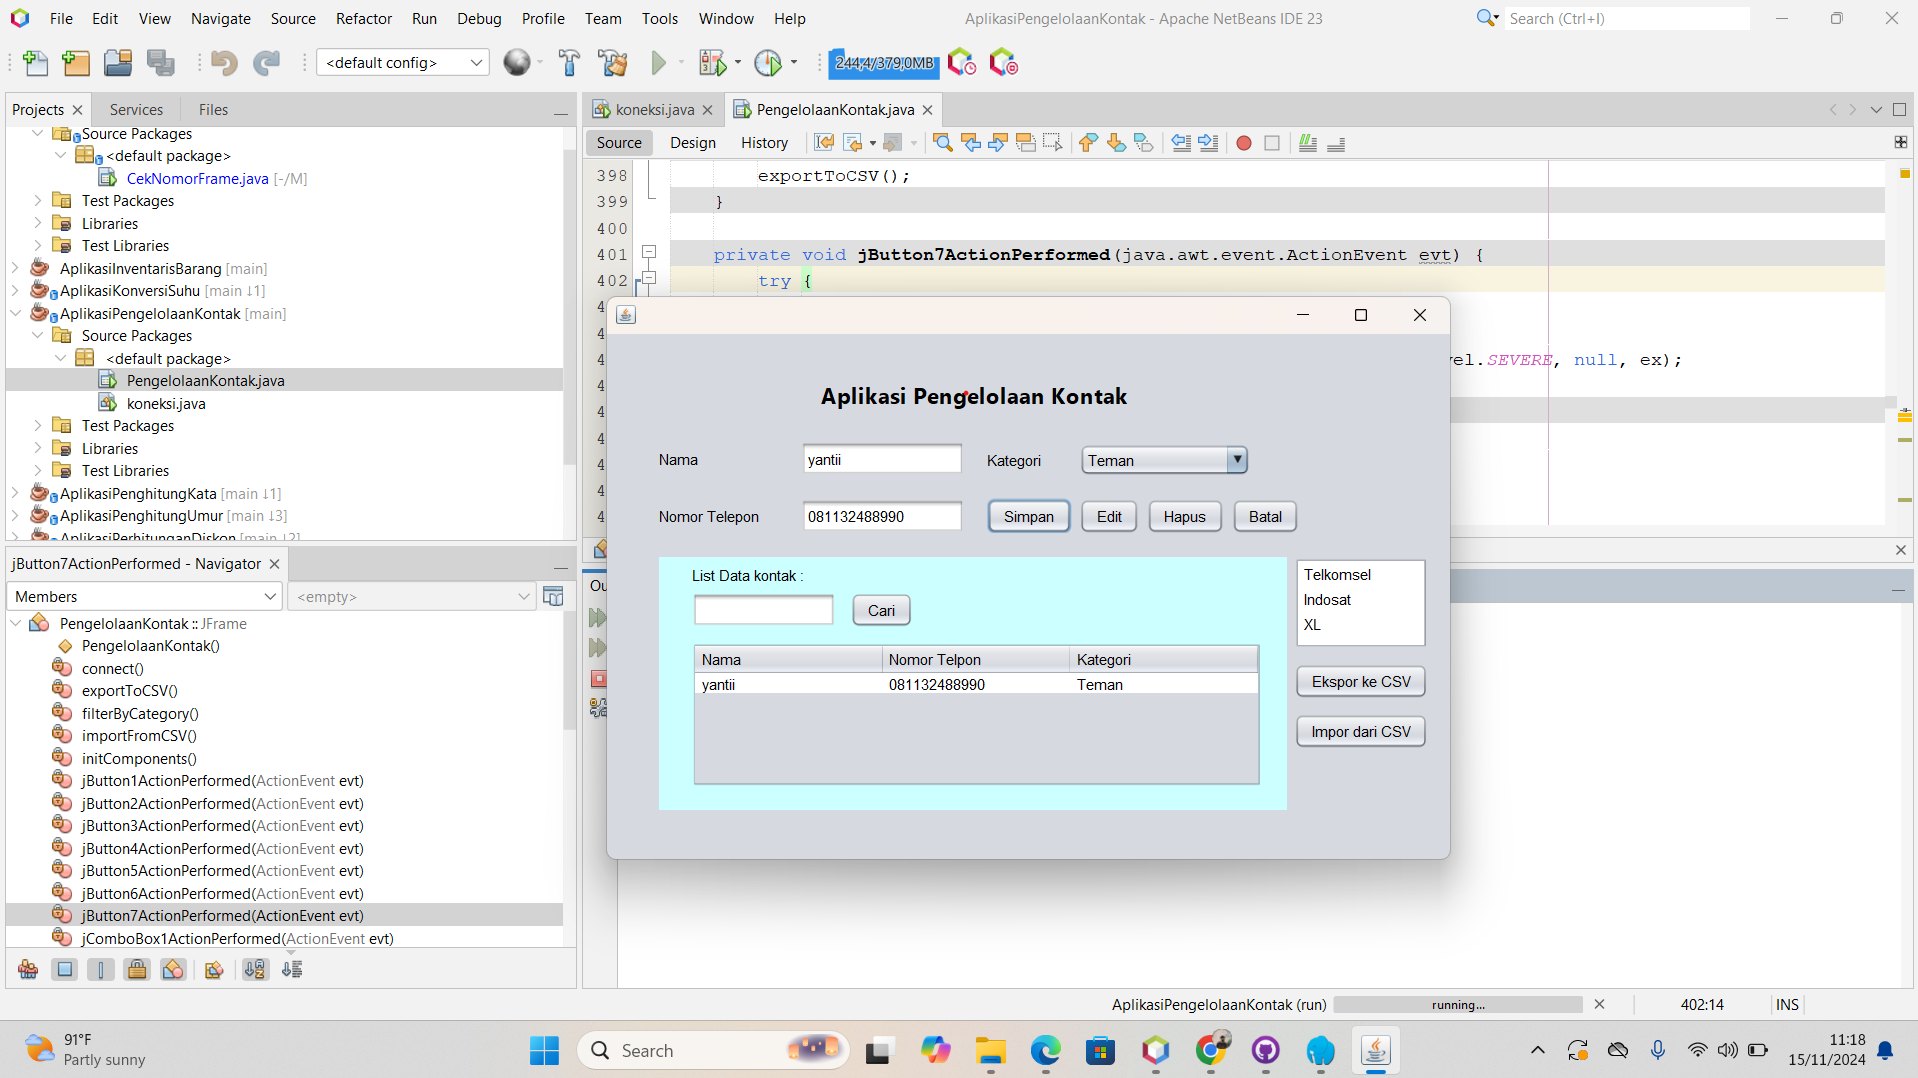 File Edit View Navigate Source Refactor Run Debug Profile Team Tools Window Help
AplikasiPengelolaanKontak - Apache NetBeans IDE 23
Search (Ctrl+I)
<default config>
244,4/379,0MB
Projects Services Files
Source Packages
<default package>
CekNomorFrame.java [-/M]
Test Packages
Libraries
Test Libraries
AplikasiInventarisBarang [main]
AplikasiKonversiSuhu [main ↓1]
AplikasiPengelolaanKontak [main]
Source Packages
<default package>
PengelolaanKontak.java
koneksi.java
Test Packages
Libraries
Test Libraries
AplikasiPenghitungKata [main ↓1]
AplikasiPenghitungUmur [main ↓3]
AplikasiPerhitunganDiskon [main ↓2]
jButton7ActionPerformed - Navigator
Members
<empty>
PengelolaanKontak :: JFrame
PengelolaanKontak()
connect()
exportToCSV()
filterByCategory()
importFromCSV()
initComponents()
jButton1ActionPerformed(ActionEvent evt)
jButton2ActionPerformed(ActionEvent evt)
jButton3ActionPerformed(ActionEvent evt)
jButton4ActionPerformed(ActionEvent evt)
jButton5ActionPerformed(ActionEvent evt)
jButton6ActionPerformed(ActionEvent evt)
jButton7ActionPerformed(ActionEvent evt)
jComboBox1ActionPerformed(ActionEvent evt)
koneksi.java PengelolaanKontak.java
Source Design History
398 exportToCSV();
399 }
400
401 private void jButton7ActionPerformed(java.awt.event.ActionEvent evt) {
402 try {
.SEVERE, null, ex);
Aplikasi Pengelolaan Kontak
Nama yantii Kategori Teman
Nomor Telepon 081132488990 Simpan Edit Hapus Batal
List Data kontak :
Cari
Nama Nomor Telpon Kategori
yantii 081132488990 Teman
Telkomsel
Indosat
XL
Ekspor ke CSV
Impor dari CSV
AplikasiPengelolaanKontak (run) running... 402:14 INS
91°F
Partly sunny
Search
11:18
15/11/2024